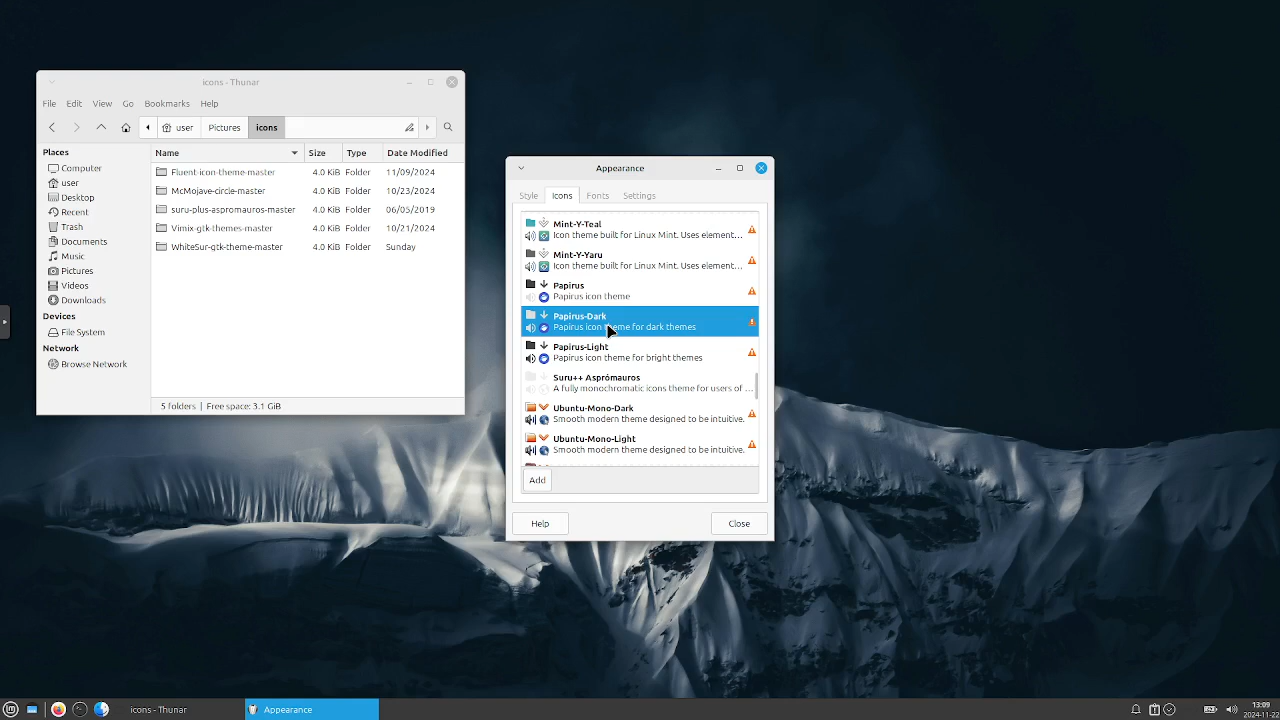 icons - Thunar
File Edit View Go Bookmarks Help
user Pictures icons
Places
Computer
user
Desktop
Recent
Trash
Documents
Music
Pictures
Videos
Downloads
Devices
File System
Network
Browse Network
Name Size Type Date Modified
Fluent-icon-theme-master 4.0 KiB Folder 11/09/2024
McMojave-circle-master 4.0 KiB Folder 10/23/2024
suru-plus-aspromauros-master 4.0 KiB Folder 06/05/2019
Vimix-gtk-themes-master 4.0 KiB Folder 10/21/2024
WhiteSur-gtk-theme-master 4.0 KiB Folder Sunday
5 folders | Free space: 3.1 GiB
Appearance
Style Icons Fonts Settings
Mint-Y-Teal
Icon theme built for Linux Mint. Uses element...
Mint-Y-Yaru
Icon theme built for Linux Mint. Uses element...
Papirus
Papirus icon theme
Papirus-Dark
Papirus icon theme for dark themes
Papirus-Light
Papirus icon theme for bright themes
Suru++ Asprómauros
A fully monochromatic icons theme for users of ...
Ubuntu-Mono-Dark
Smooth modern theme designed to be intuitive.
Ubuntu-Mono-Light
Smooth modern theme designed to be intuitive.
Add
Help Close
icons - Thunar
Appearance
13:09
2024-11-22